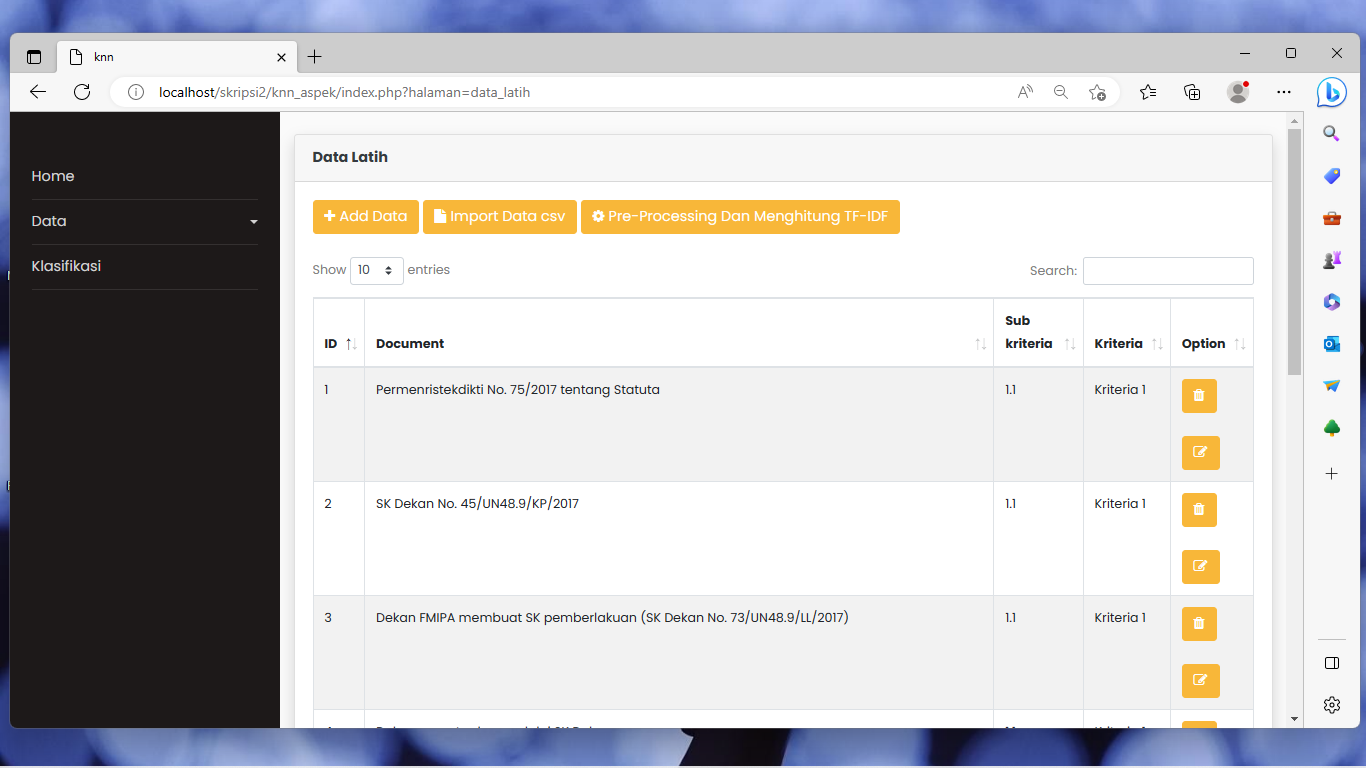 knn
localhost/skripsi2/knn_aspek/index.php?halaman=data_latih
Home
Data
Klasifikasi
Data Latih
Add Data
Import Data csv
Pre-Processing Dan Menghitung TF-IDF
Show 10 entries
Search:
ID
Document
Sub kriteria
Kriteria
Option
1
Permenristekdikti No. 75/2017 tentang Statuta
1.1
Kriteria 1
2
SK Dekan No. 45/UN48.9/KP/2017
1.1
Kriteria 1
3
Dekan FMIPA membuat SK pemberlakuan (SK Dekan No. 73/UN48.9/LL/2017)
1.1
Kriteria 1